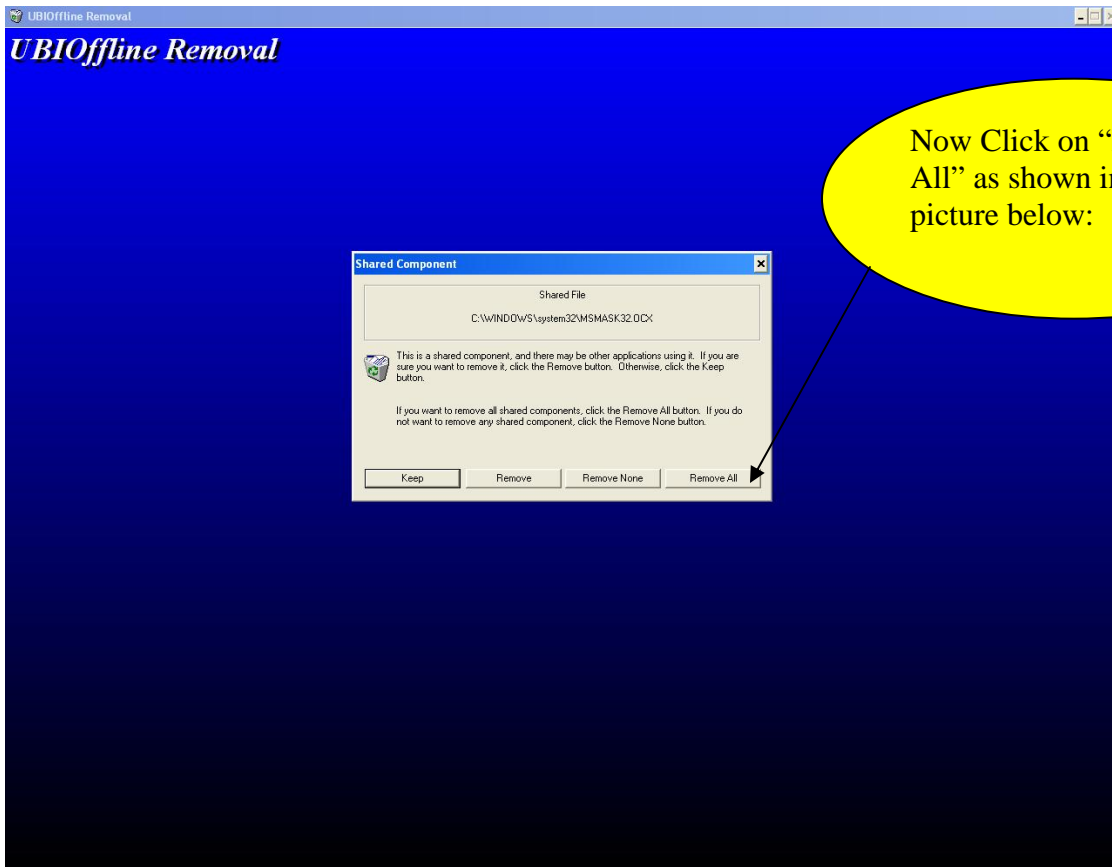 UBIOffline Removal
UBIOffline Removal
Now Click on “
All” as shown in
picture below:
Shared Component
Shared File
C:\WINDOWS\system32\MSMASK32.OCX
This is a shared component, and there may be other applications using it. If you are
sure you want to remove it, click the Remove button. Otherwise, click the Keep
button.
If you want to remove all shared components, click the Remove All button. If you do
not want to remove any shared component, click the Remove None button.
Keep
Remove
Remove None
Remove All